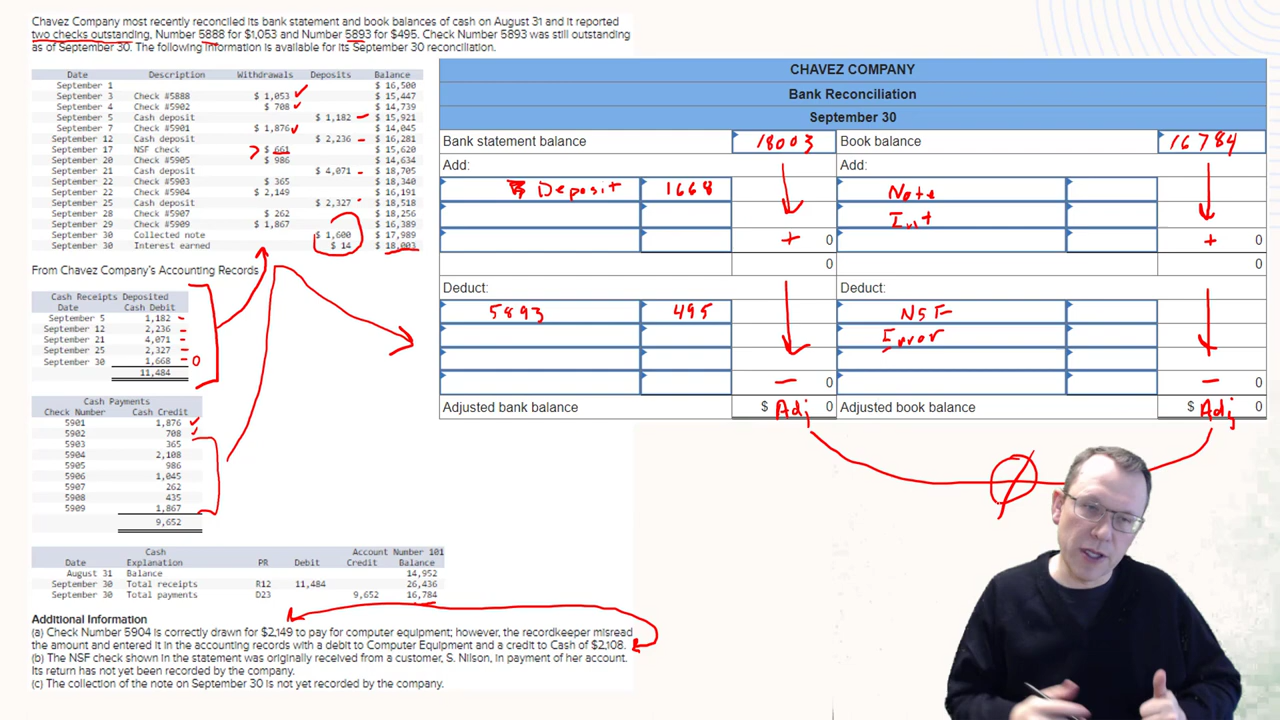 Chavez Company most recently reconciled its bank statement and book balances of cash on August 31 and it reported
two checks outstanding, Number 5888 for $1,053 and Number 5893 for $495. Check Number 5893 was still outstanding
as of September 30. The following information is available for its September 30 reconciliation.
Date Description Withdrawals Deposits Balance
September 1 $ 16,500
September 3 Check #5888 $ 1,053 $ 15,447
September 4 Check #5902 $ 708 $ 14,739
September 5 Cash deposit $ 1,182 $ 15,921
September 7 Check #5901 $ 1,876 $ 14,045
September 12 Cash deposit $ 2,236 $ 16,281
September 17 NSF check $ 661 $ 15,620
September 20 Check #5905 $ 986 $ 14,634
September 21 Cash deposit $ 4,071 $ 18,705
September 22 Check #5903 $ 365 $ 18,340
September 22 Check #5904 $ 2,149 $ 16,191
September 25 Cash deposit $ 2,327 $ 18,518
September 28 Check #5907 $ 262 $ 18,256
September 29 Check #5909 $ 1,867 $ 16,389
September 30 Collected note $ 1,600 $ 17,989
September 30 Interest earned $ 14 $ 18,003
From Chavez Company's Accounting Records
Cash Receipts Deposited
Date Cash Debit
September 5 1,182
September 12 2,236
September 21 4,071
September 25 2,327
September 30 1,668 0
11,484
Cash Payments
Check Number Cash Credit
5901 1,876
5902 708
5903 365
5904 2,108
5905 986
5906 1,045
5907 262
5908 435
5909 1,867
9,652
Cash Account Number 101
Date Explanation PR Debit Credit Balance
August 31 Balance 14,952
September 30 Total receipts R12 11,484 26,436
September 30 Total payments D23 9,652 16,784
Additional Information
(a) Check Number 5904 is correctly drawn for $2,149 to pay for computer equipment; however, the recordkeeper misread
the amount and entered it in the accounting records with a debit to Computer Equipment and a credit to Cash of $2,108.
(b) The NSF check shown in the statement was originally received from a customer, S. Nilson, in payment of her account.
Its return has not yet been recorded by the company.
(c) The collection of the note on September 30 is not yet recorded by the company.
CHAVEZ COMPANY
Bank Reconciliation
September 30
Bank statement balance 18003 Book balance 16784
Add: Add:
Deposit 1668 Note
Int
+ 0 + 0
0 0
Deduct: Deduct:
5893 495 NSF
Error
- 0 - 0
Adjusted bank balance $ Adj 0 Adjusted book balance $ Adj 0